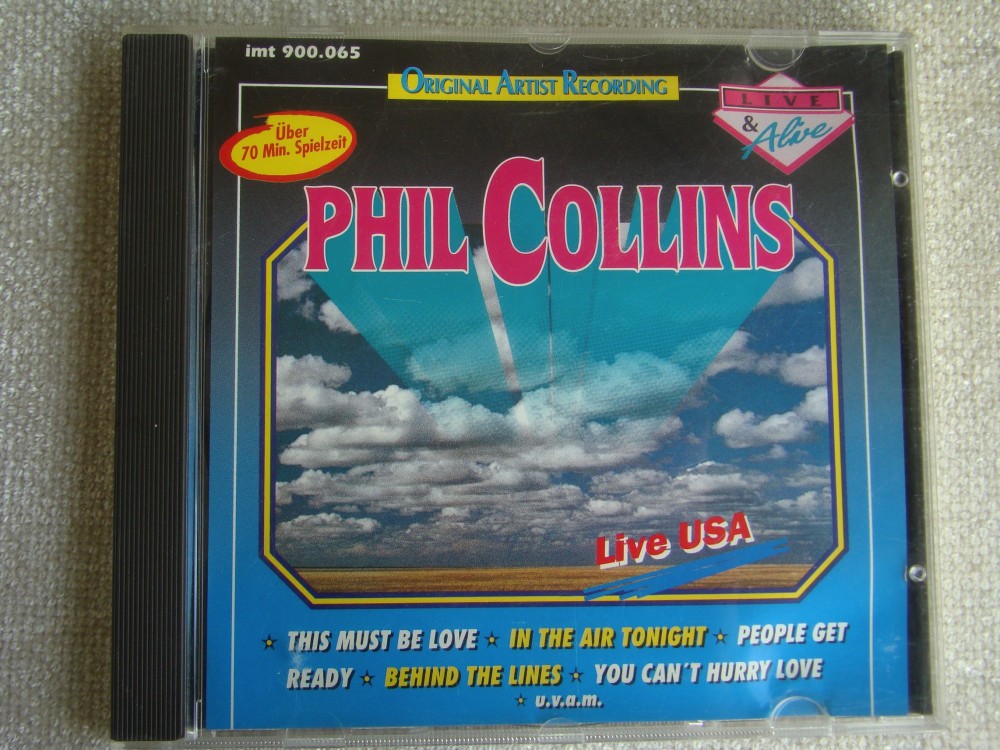 imt 900.065
ORIGINAL ARTIST RECORDING
LIVE
& Alive
Über
70 Min. Spielzeit
PHIL COLLINS
Live USA
THIS MUST BE LOVE ★ IN THE AIR TONIGHT ★ PEOPLE GET
READY ★ BEHIND THE LINES ★ YOU CAN'T HURRY LOVE
★ u.v.a.m.